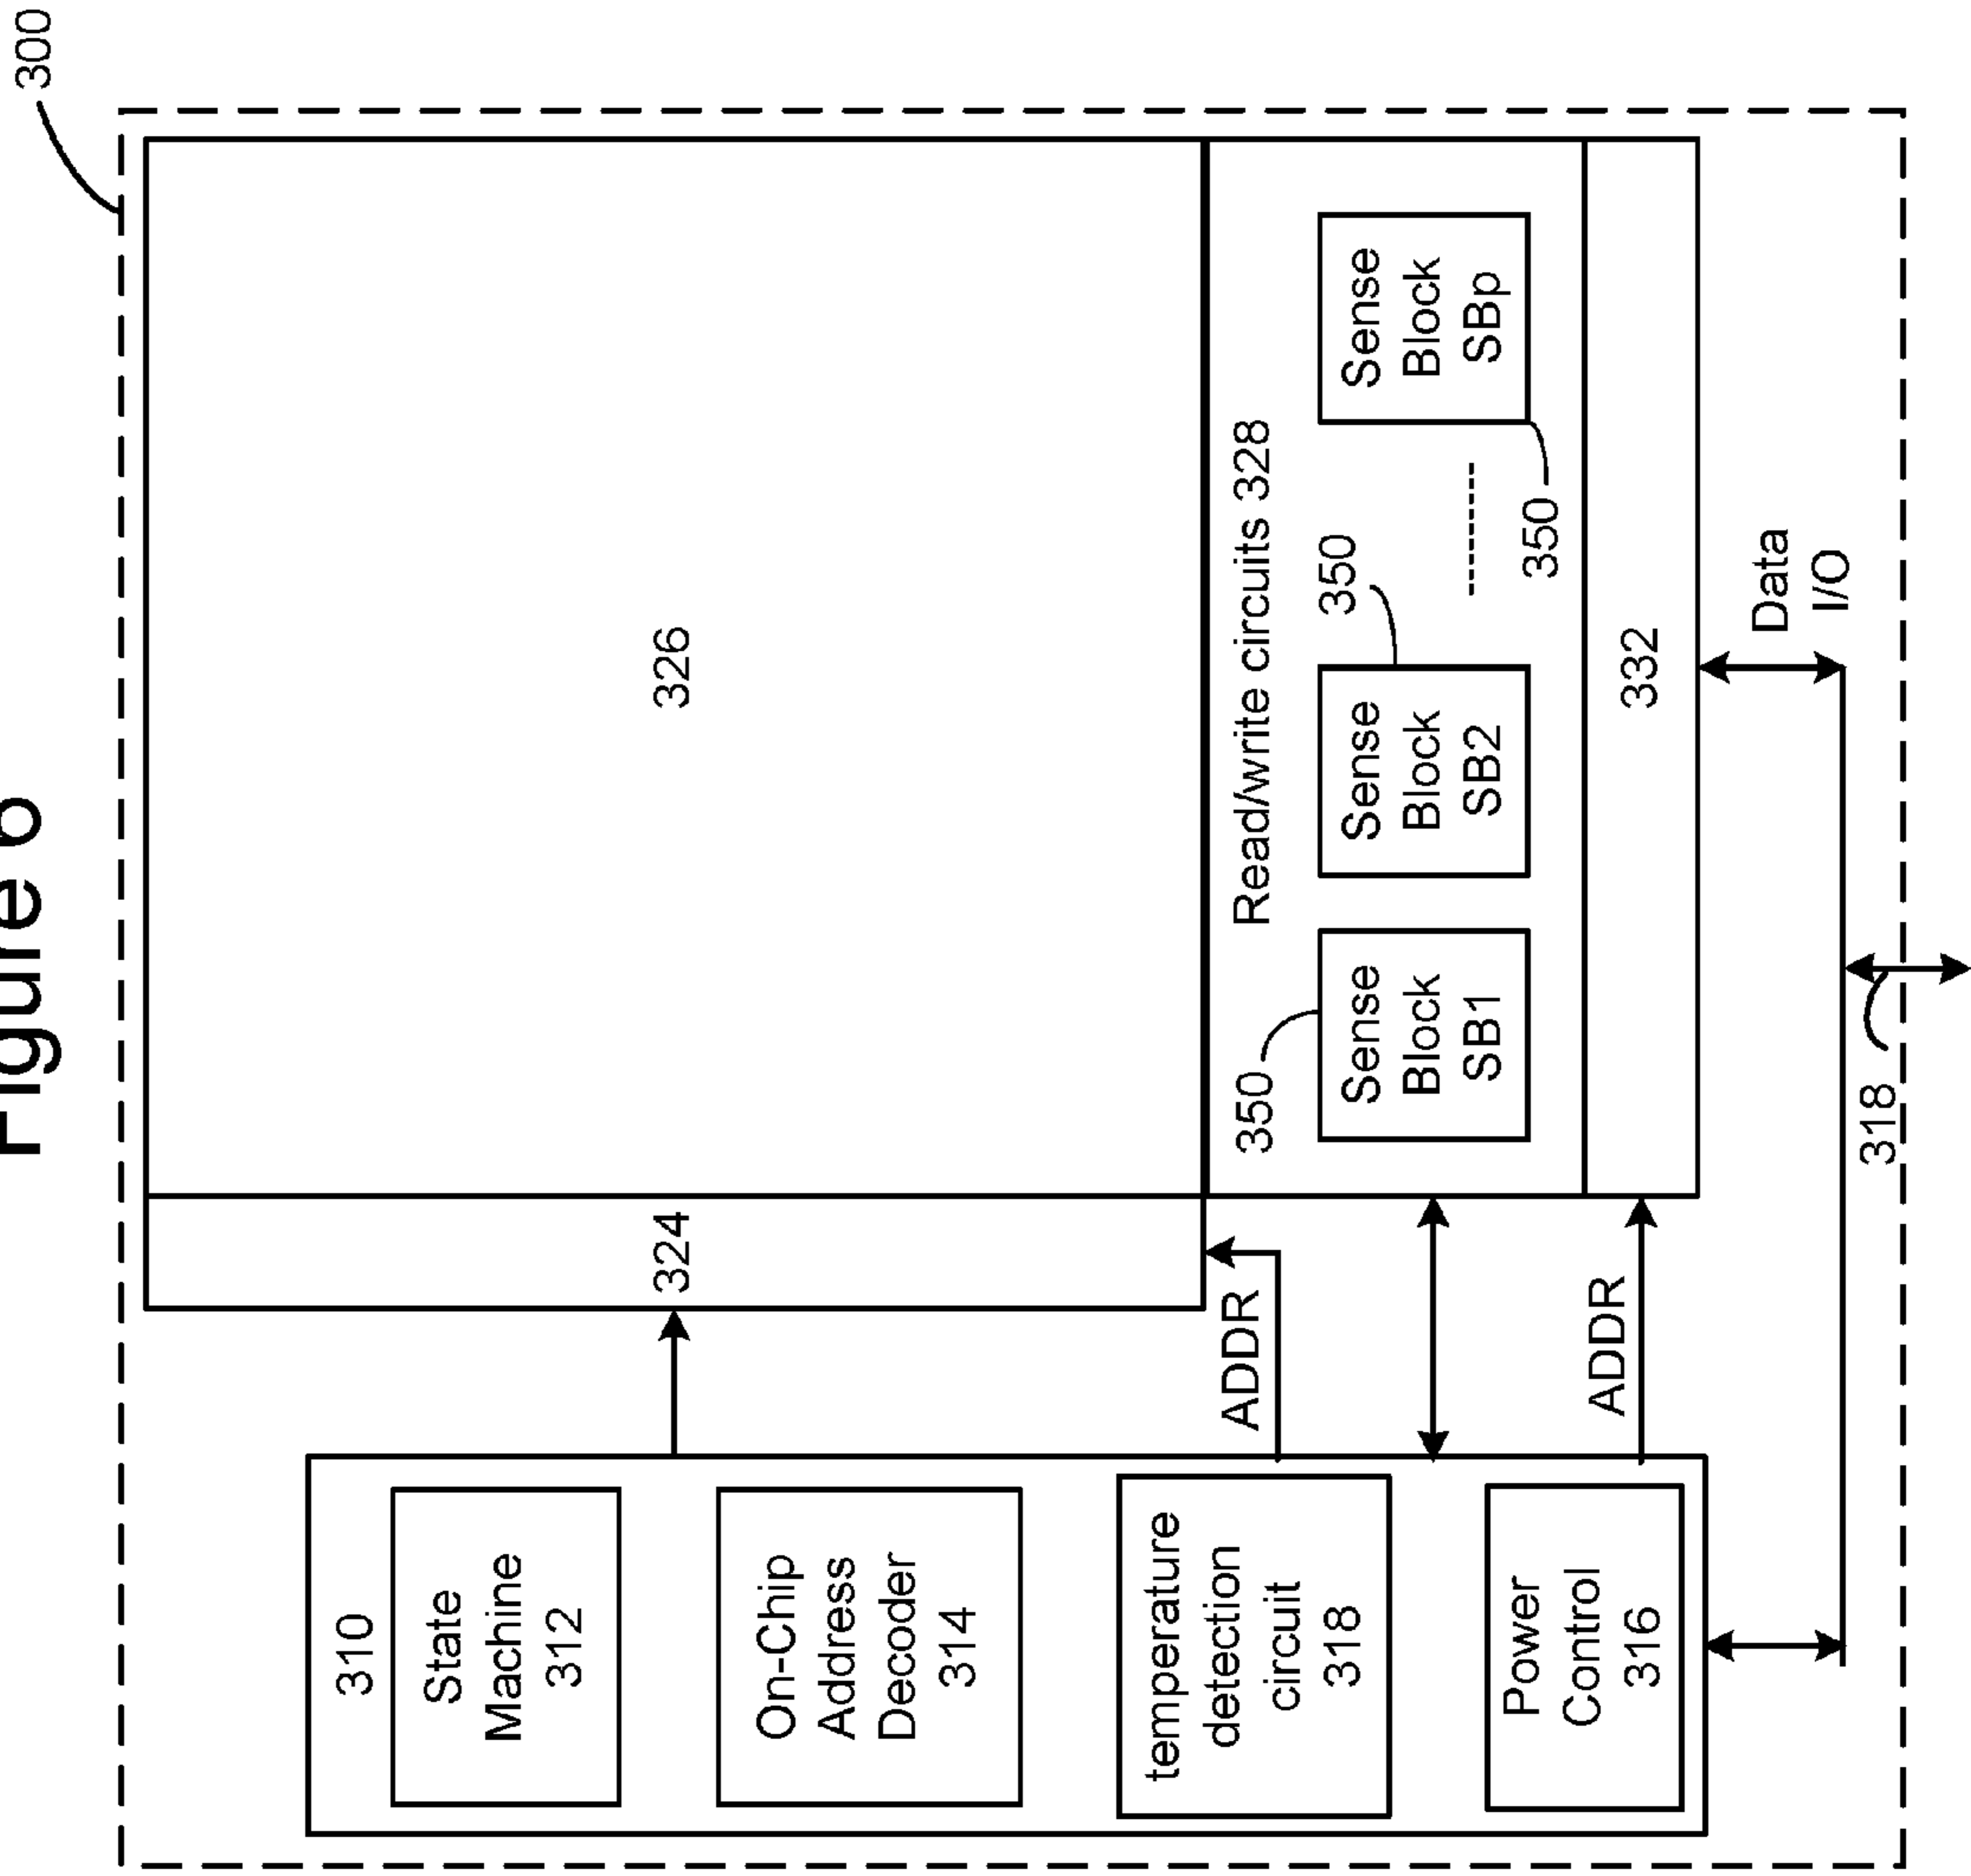 Figure 6
300
310
State
Machine
312
On-Chip
Address
Decoder
314
temperature
detection
circuit
318
Power
Control
316
324
326
ADDR
ADDR
Read/write circuits 328
350
Sense
Block
SB1
350
Sense
Block
SB2
350
Sense
Block
SBp
332
Data
I/O
318